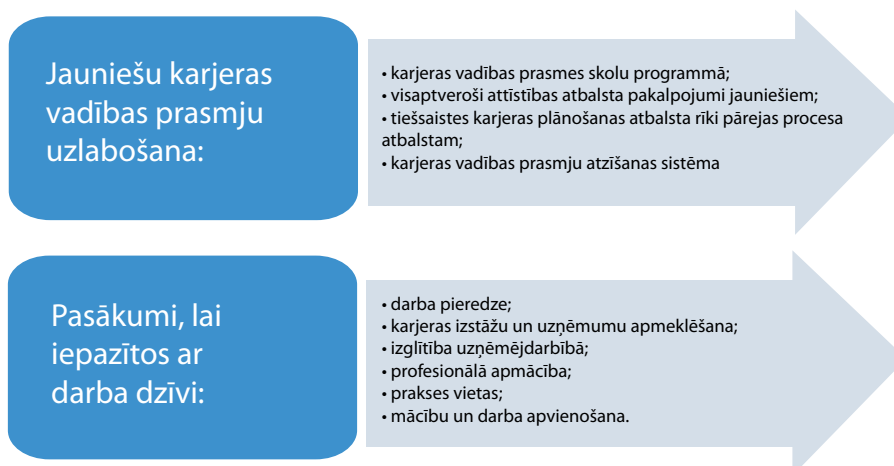 Jauniešu karjeras
vadības prasmju
uzlabošana:
• karjeras vadības prasmes skolu programmā;
• visaptveroši attīstības atbalsta pakalpojumi jauniešiem;
• tiešsaistes karjeras plānošanas atbalsta rīki pārejas procesa
atbalstam;
• karjeras vadības prasmju atzīšanas sistēma
Pasākumi, lai
iepazītos ar
darba dzīvi:
• darba pieredze;
• karjeras izstāžu un uzņēmumu apmeklēšana;
• izglītība uzņēmējdarbībā;
• profesionālā apmācība;
• prakses vietas;
• mācību un darba apvienošana.